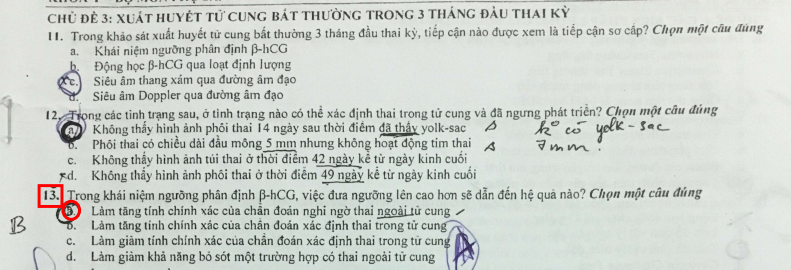 CHỦ ĐỀ 3: XUẤT HUYẾT TỬ CUNG BẤT THƯỜNG TRONG 3 THÁNG ĐẦU THAI KỲ
11. Trong khảo sát xuất huyết tử cung bất thường 3 tháng đầu thai kỳ, tiếp cận nào được xem là tiếp cận sơ cấp? Chọn một câu đúng
a. Khái niệm ngưỡng phân định β-hCG
b. Động học β-hCG qua loạt định lượng
c. Siêu âm thang xám qua đường âm đạo
d. Siêu âm Doppler qua đường âm đạo
12. Trong các tình trạng sau, ở tình trạng nào có thể xác định thai trong tử cung và đã ngưng phát triển? Chọn một câu đúng
a. Không thấy hình ảnh phôi thai 14 ngày sau thời điểm đã thấy yolk-sac k° có yolk-sac
b. Phôi thai có chiều dài đầu mông 5 mm nhưng không hoạt động tim thai 7mm.
c. Không thấy hình ảnh túi thai ở thời điểm 42 ngày kể từ ngày kinh cuối
xd. Không thấy hình ảnh phôi thai ở thời điểm 49 ngày kể từ ngày kinh cuối
13. Trong khái niệm ngưỡng phân định β-hCG, việc đưa ngưỡng lên cao hơn sẽ dẫn đến hệ quả nào? Chọn một câu đúng
a. Làm tăng tính chính xác của chẩn đoán nghi ngờ thai ngoài tử cung
B b. Làm tăng tính chính xác của chẩn đoán xác định thai trong tử cung
c. Làm giảm tính chính xác của chẩn đoán xác định thai trong tử cung A
d. Làm giảm khả năng bỏ sót một trường hợp có thai ngoài tử cung